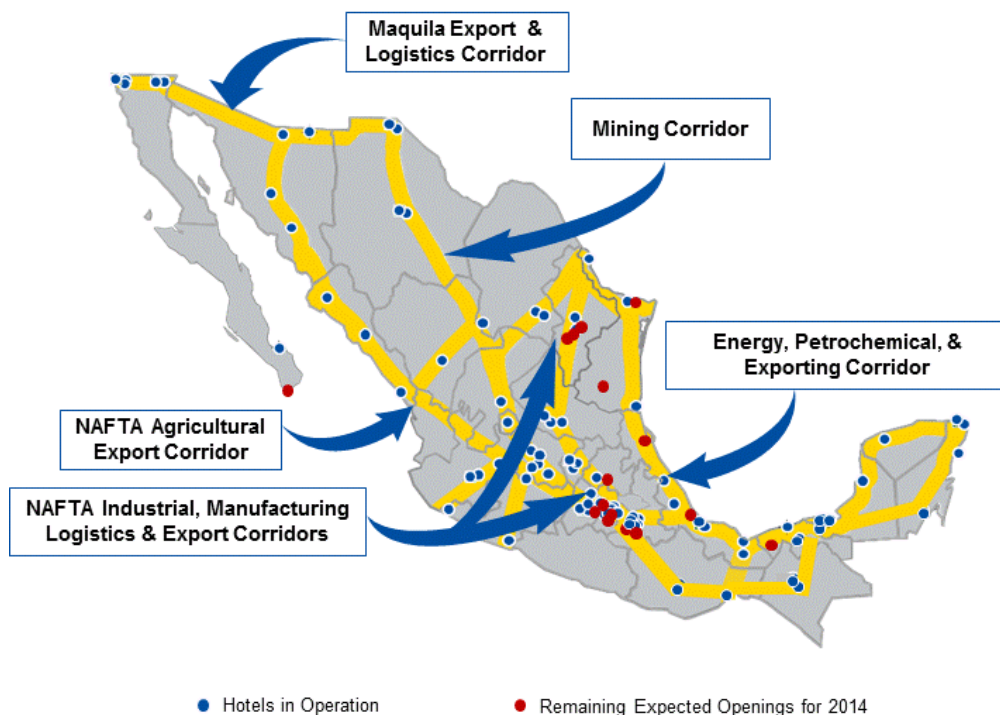 Maquila Export &
Logistics Corridor
Mining Corridor
Energy, Petrochemical, &
Exporting Corridor
NAFTA Agricultural
Export Corridor
NAFTA Industrial, Manufacturing
Logistics & Export Corridors
Hotels in Operation
Remaining Expected Openings for 2014